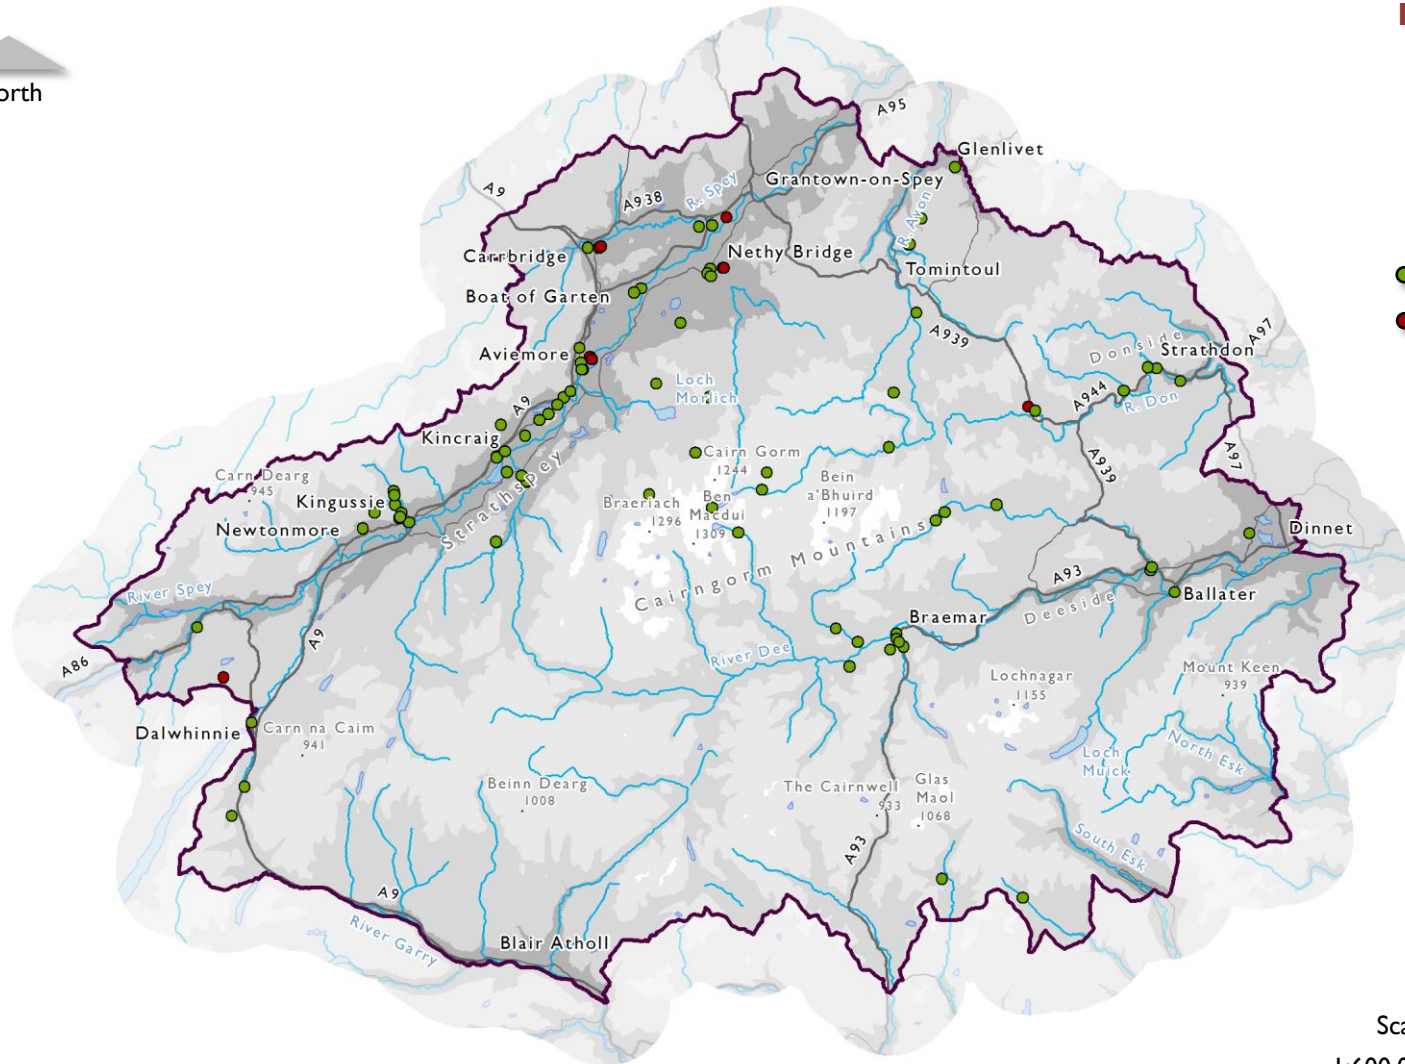 orth
A95
Glenlivet
A9
A938
R. Spey
Grantown-on-Spey
R. Avon
Carrbridge
Nethy Bridge
Tomintoul
Boat of Garten
A939
A97
Donside
Strathdon
Aviemore
Loch
Morlich
A944
R. Don
A9
Kincraig
Cairn Gorm
1244
A939
A97
Carn Dearg
945
Strathspey
Bein
a'Bhuird
1197
Kingussie
Braeriach
1296
Ben
Macdui
1309
Newtonmore
Dinnet
Cairngorm Mountains
A93
River Spey
Ballater
Deeside
Braemar
A9
River Dee
A86
Lochnagar
1155
Mount Keen
939
Dalwhinnie
Carn na Caim
941
Loch
Muick
North Esk
Beinn Dearg
1008
The Cairnwell
933
Glas
Maol
1068
South Esk
A93
A9
River Garry
Blair Atholl
Sca